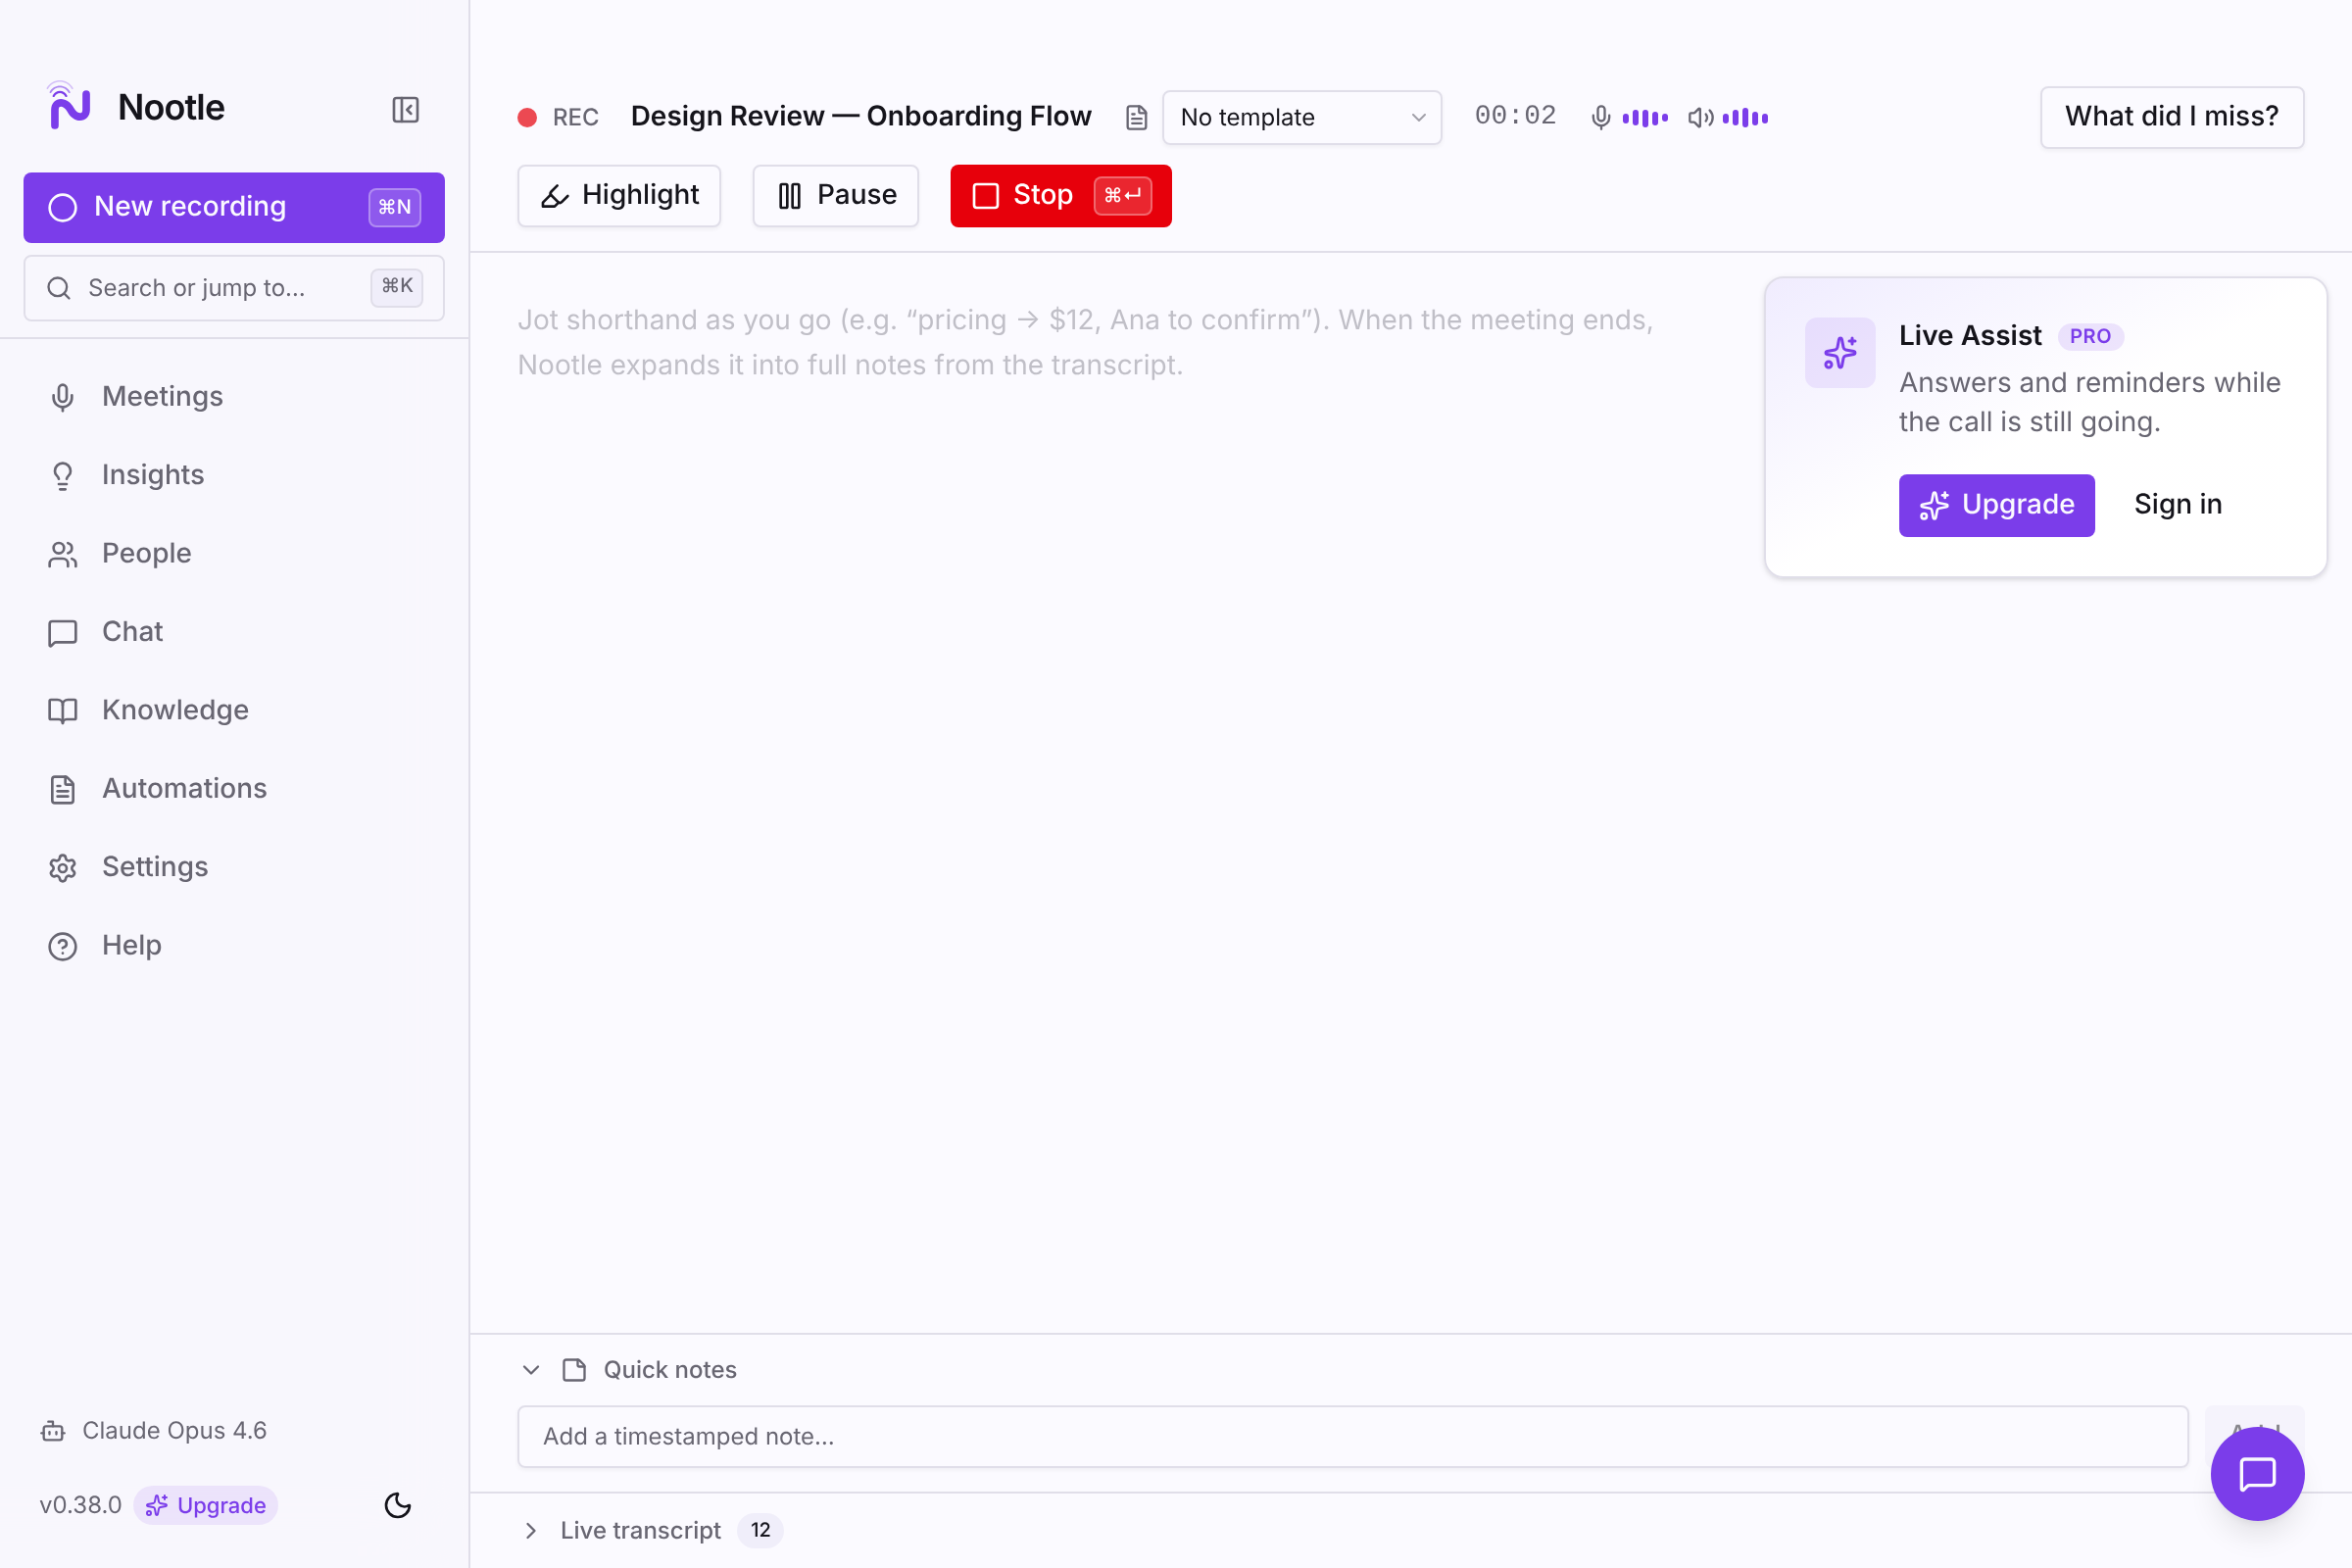 Nootle
New recording ⌘N
Search or jump to... ⌘K
Meetings
Insights
People
Chat
Knowledge
Automations
Settings
Help
Claude Opus 4.6
v0.38.0 Upgrade
REC Design Review — Onboarding Flow No template 00:02 What did I miss?
Highlight Pause Stop ⌘↵
Jot shorthand as you go (e.g. “pricing → $12, Ana to confirm”). When the meeting ends,
Nootle expands it into full notes from the transcript.
Live Assist PRO
Answers and reminders while
the call is still going.
Upgrade Sign in
Quick notes
Add a timestamped note...
Live transcript 12